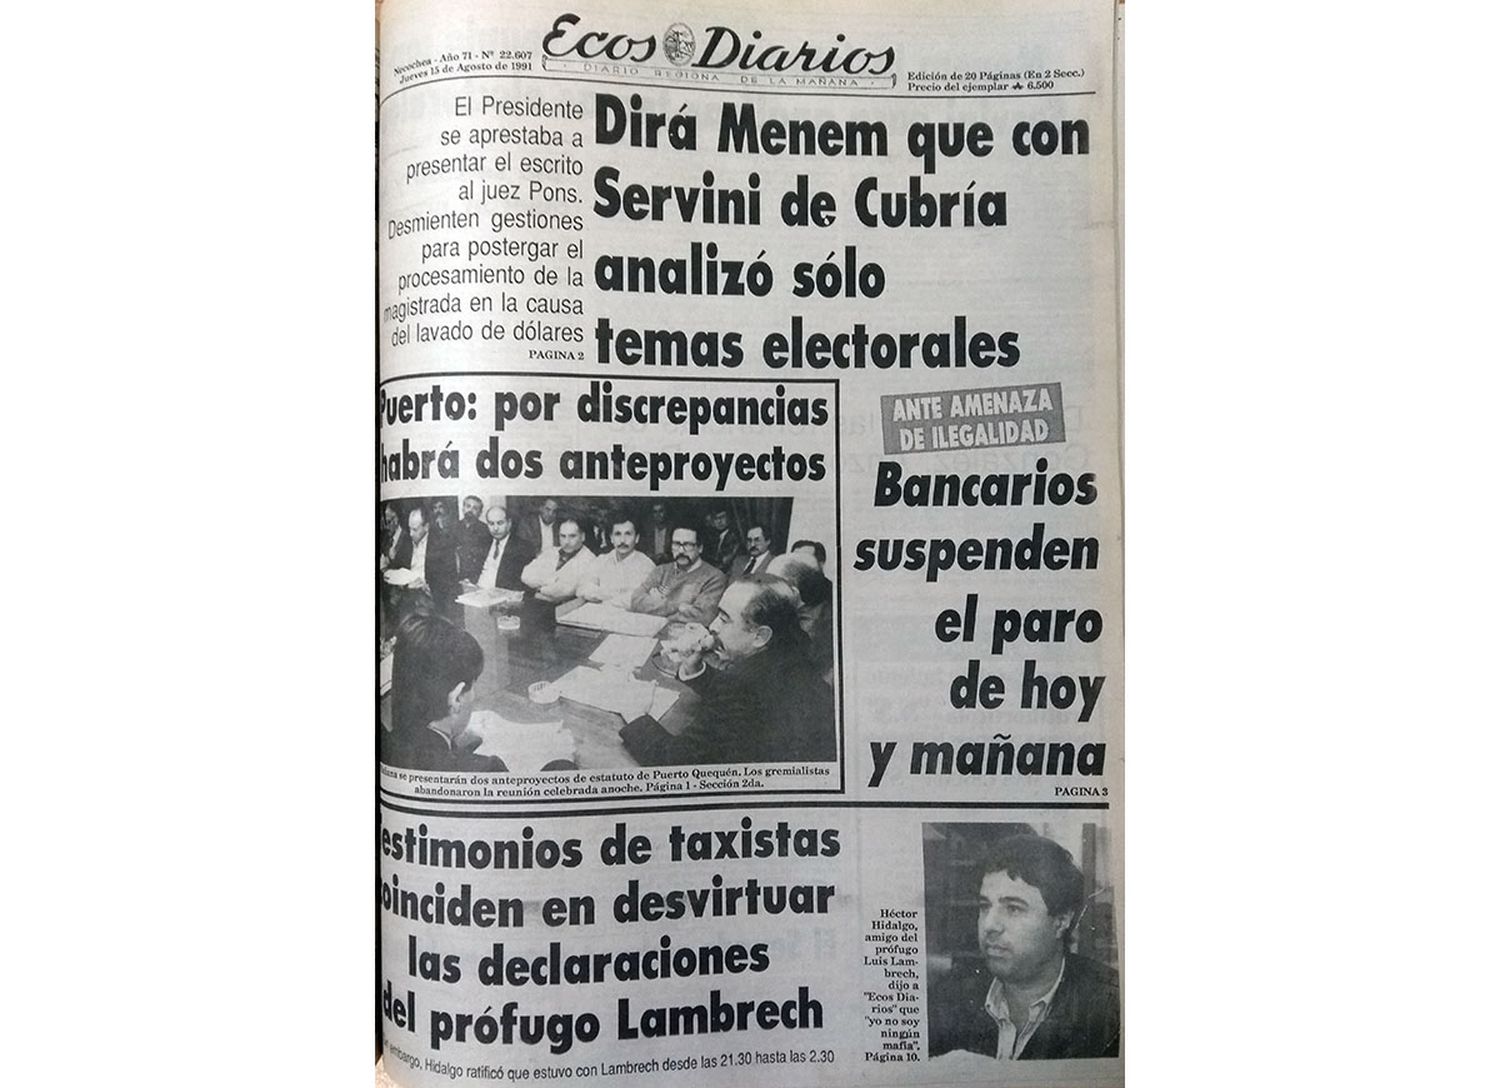 Ecos Diarios
DIARIO REGIONAL DE LA MAÑANA
Necochea - Año 71 - Nº 22.607
Jueves 15 de Agosto de 1991
Edición de 20 Páginas (En 2 Secc.)
Precio del ejemplar ₳ 6.500
El Presidente
se aprestaba a
presentar el escrito
al juez Pons.
Desmienten gestiones
para postergar el
procesamiento de la
magistrada en la causa
del lavado de dólares
PAGINA 2
Dirá Menem que con
Servini de Cubría
analizó sólo
temas electorales
Puerto: por discrepancias
habrá dos anteproyectos
se presentarán dos anteproyectos de estatuto de Puerto Quequén. Los gremialistas
abandonaron la reunión celebrada anoche. Página 1 - Sección 2da.
ANTE AMENAZA
DE ILEGALIDAD
Bancarios
suspenden
el paro
de hoy
y mañana
PAGINA 3
Testimonios de taxistas
coinciden en desvirtuar
las declaraciones
del prófugo Lambrech
embargo, Hidalgo ratificó que estuvo con Lambrech desde las 21.30 hasta las 2.30
Héctor
Hidalgo,
amigo del
prófugo
Luis Lam-
brech,
dijo a
"Ecos Dia-
rios" que
"yo no soy
ningún
mafia".
Página 10.